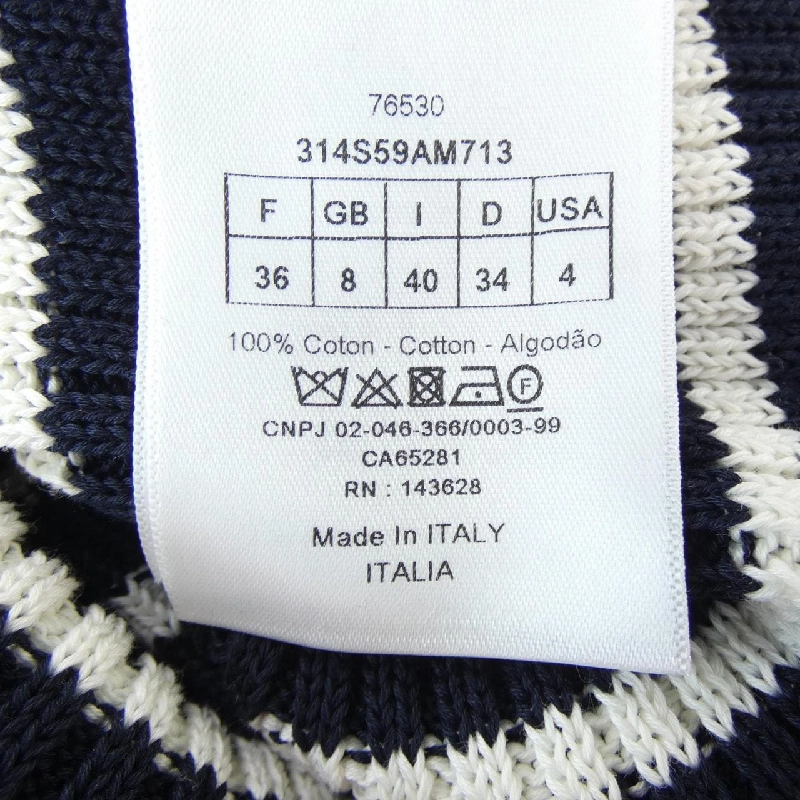 76530
314S59AM713
F GB I D USA
36 8 40 34 4
100% Coton - Cotton - Algodão
F
CNPJ 02-046-366/0003-99
CA65281
RN : 143628
Made In ITALY
ITALIA